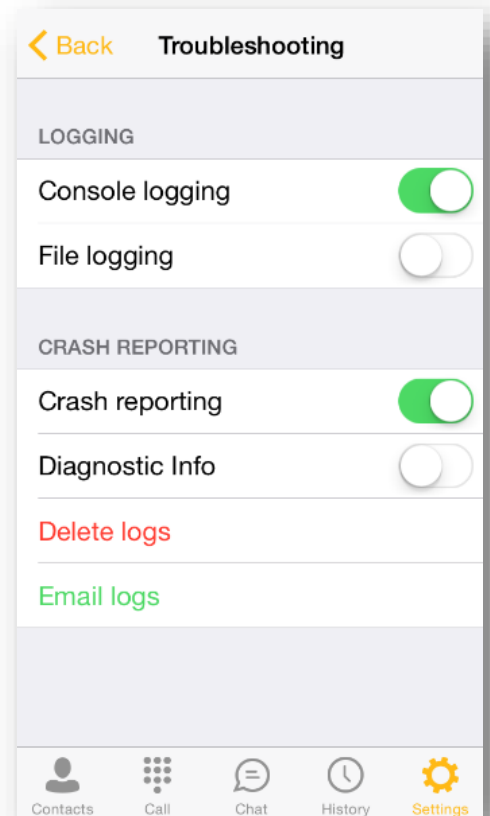 Back Troubleshooting
LOGGING
Console logging
File logging
CRASH REPORTING
Crash reporting
Diagnostic Info
Delete logs
Email logs
Contacts Call Chat History Settings